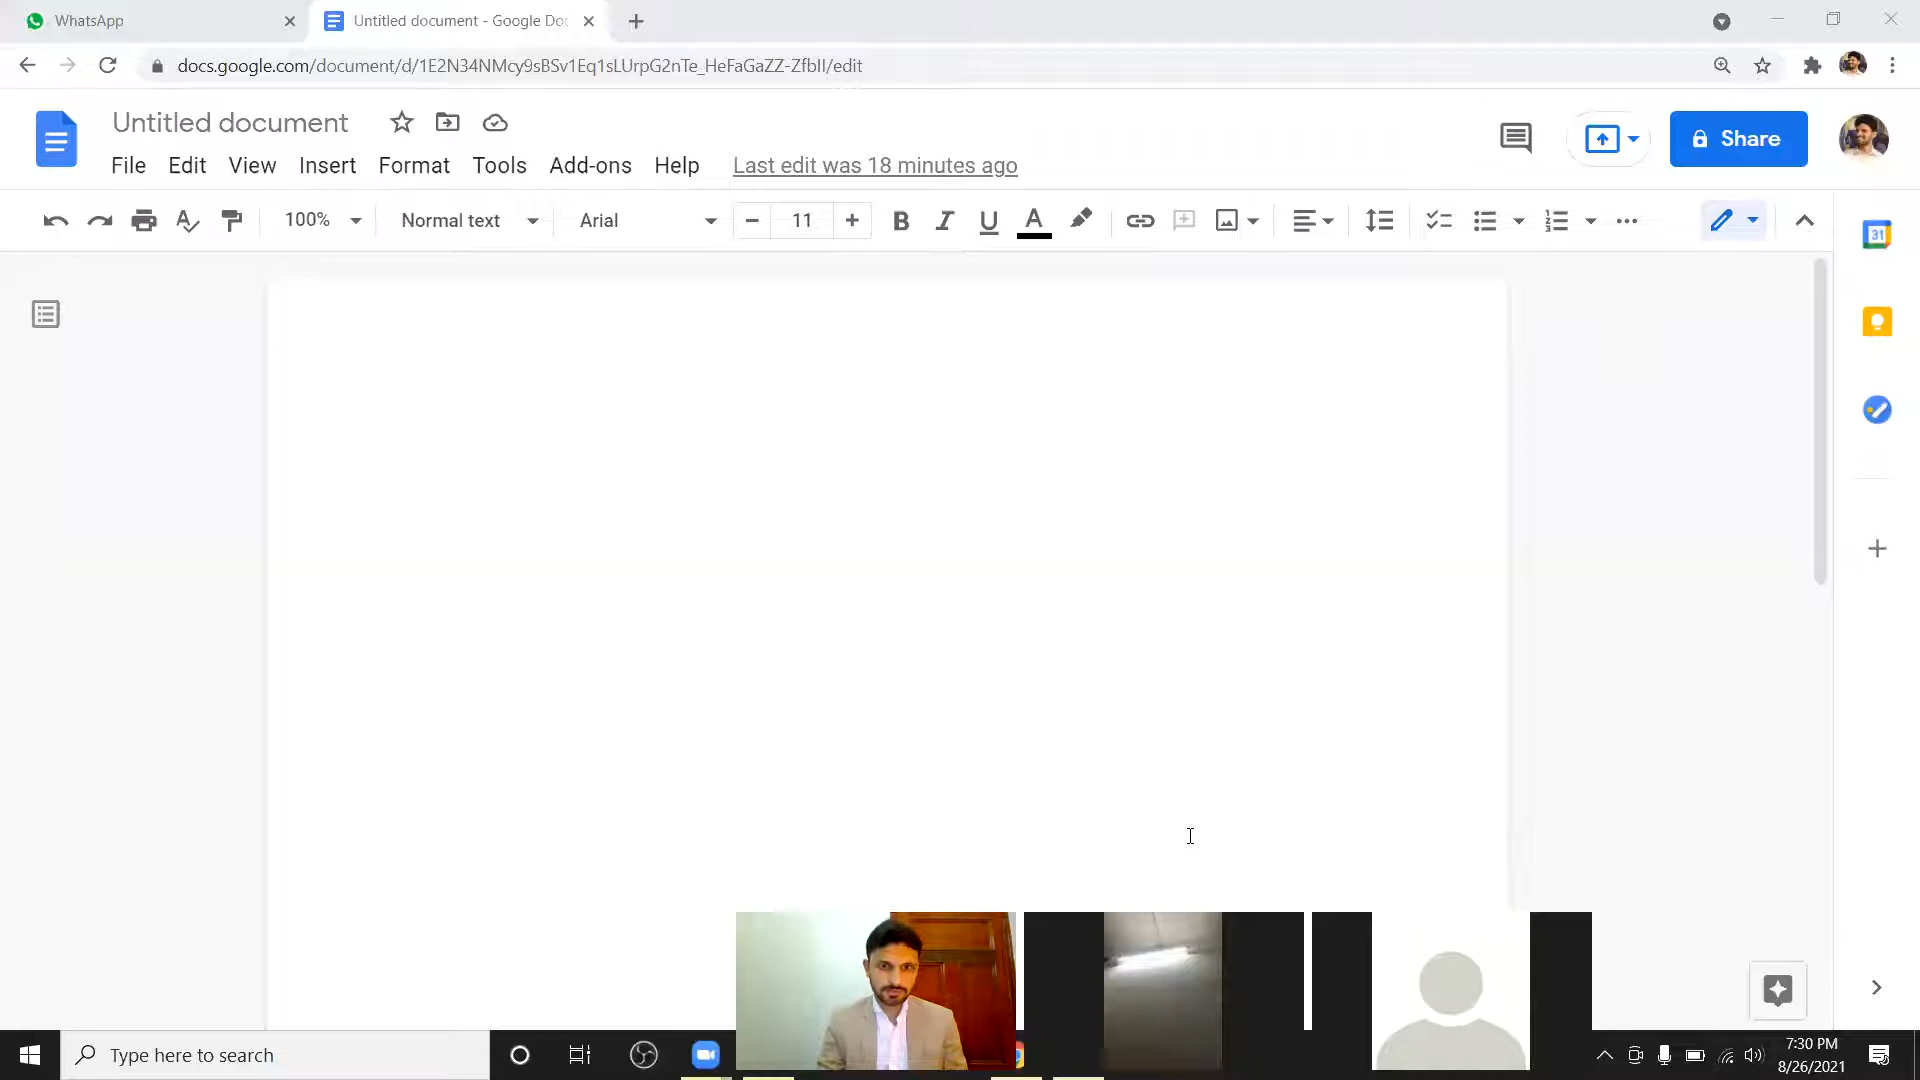 WhatsApp
Untitled document - Google Doc
docs.google.com/document/d/1E2N34NMcy9sBSv1Eq1sLUrpG2nTe_HeFaGaZZ-ZfbII/edit
Untitled document
File Edit View Insert Format Tools Add-ons Help Last edit was 18 minutes ago
Share
100% Normal text Arial 11
31
Type here to search
7:30 PM
8/26/2021